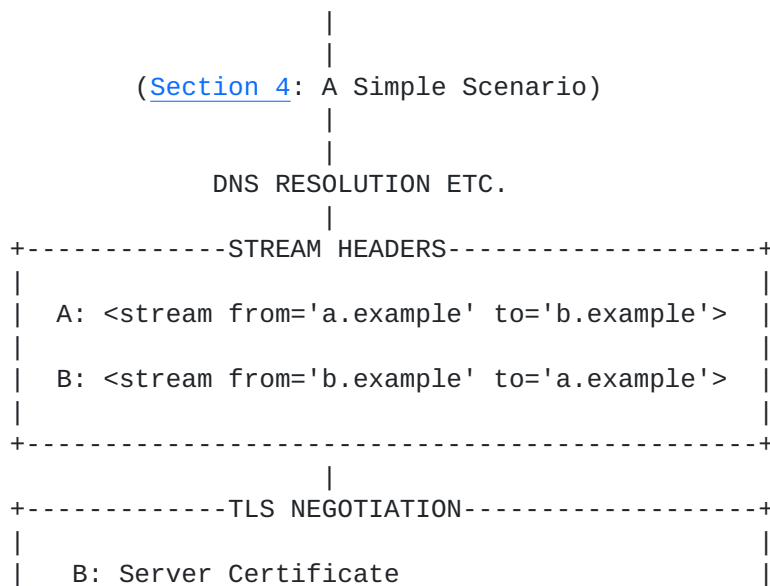 |
                    |
        (Section 4: A Simple Scenario)
                    |
                    |
             DNS RESOLUTION ETC.
                    |
+-------------STREAM HEADERS--------------------+
|                                               |
|  A: <stream from='a.example' to='b.example'>  |
|                                               |
|  B: <stream from='b.example' to='a.example'>  |
|                                               |
+-----------------------------------------------+
                    |
+-------------TLS NEGOTIATION-------------------+
|                                               |
|   B: Server Certificate                       |